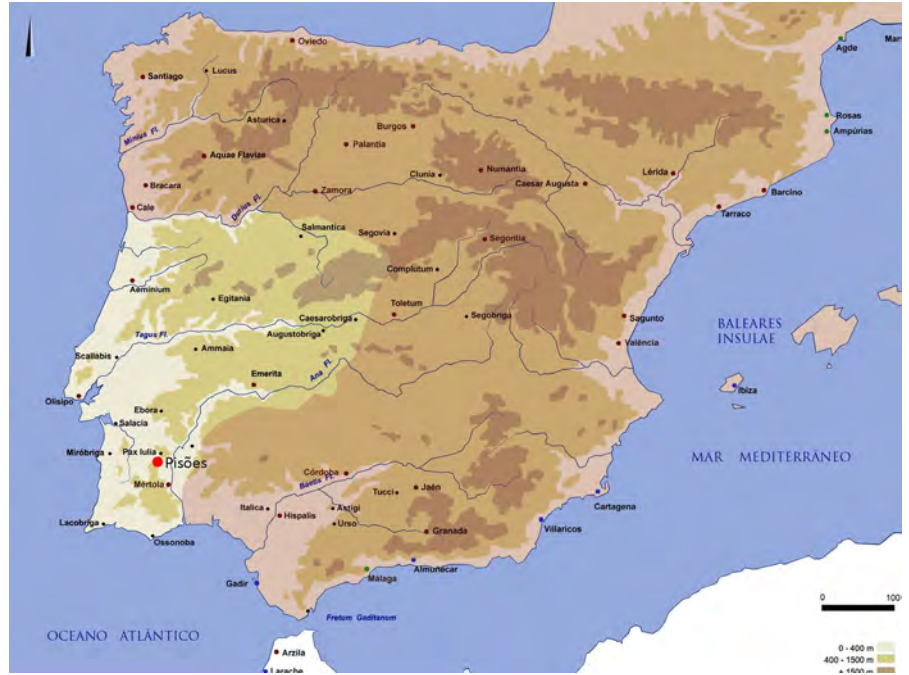 Oviedo
Agde
Mar
Santiago
Lucus
Rosas
Asturica
Burgos
Ampúrias
Minius Fl.
Palantia
Aquae Flaviae
Clunia
Numantia
Lérida
Bracara
Zamora
Caesar Augusta
Barcino
Cale
Durius Fl.
Tarraco
Salmantica
Segovia
Segontia
Complutum
Aeminium
Egitania
Caesarobriga
Toletum
Segobriga
Sagunto
BALEARES
INSULAE
Tagus Fl.
Augustobriga
Valência
Scallabis
Ammaia
Ana Fl.
Emerita
Ibiza
Olisipo
Ebora
Salacia
Miróbriga
Pax Iulia
Pisões
MAR MEDITERRÂNEO
Córdoba
Mértola
Baetis Fl.
Tucci
Jaén
Cartagena
Italica
Hispalis
Astigi
Urso
Villaricos
Lacobriga
Granada
Ossonoba
Almuñecar
Málaga
Gadir
Fretum Gaditanum
0 100
OCEANO ATLÂNTICO
Arzila
0 - 400 m
400 - 1500 m
+ 1500 m
Larache